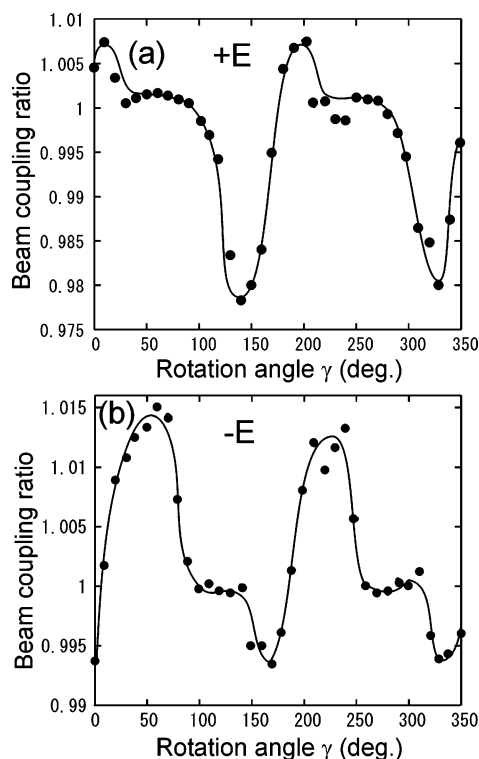 (a)
+E
Beam coupling ratio
1.01
1.005
1
0.995
0.99
0.985
0.98
0.975
0 50 100 150 200 250 300 350
Rotation angle γ (deg.)
(b)
-E
Beam coupling ratio
1.015
1.01
1.005
1
0.995
0.99
0 50 100 150 200 250 300 350
Rotation angle γ (deg.)